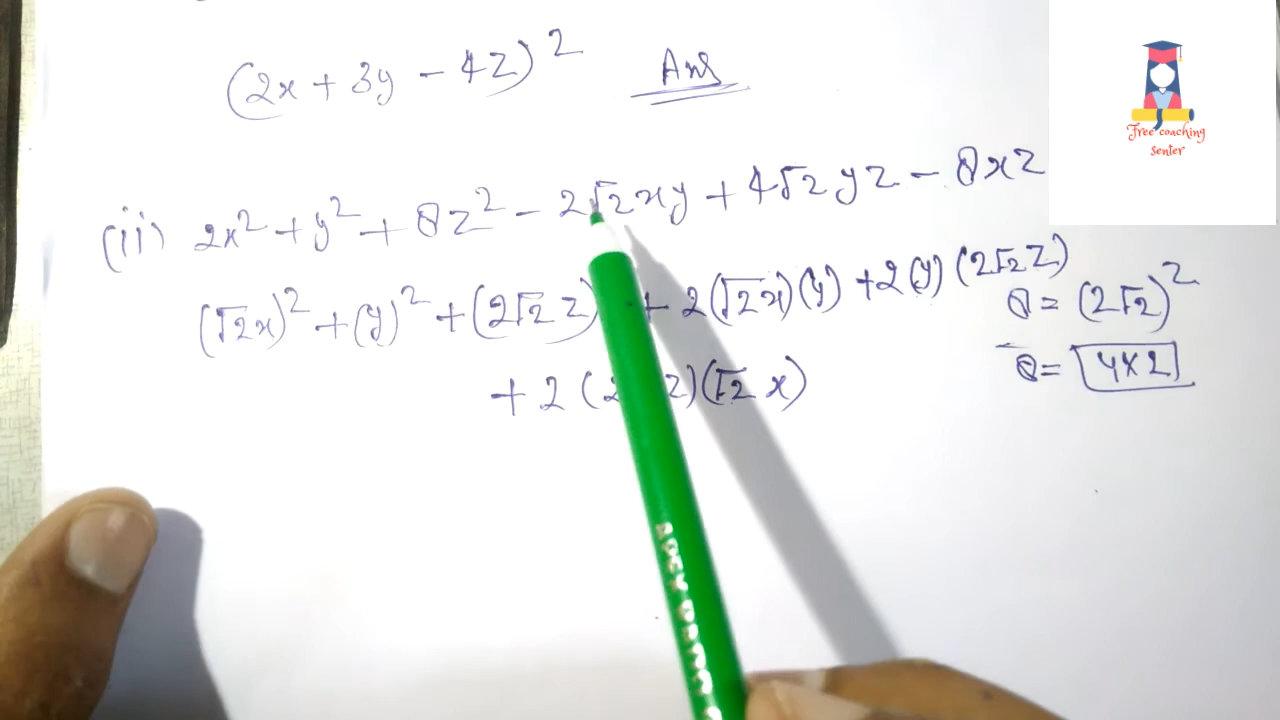 (2x + 3y - 4z)² Ans
Free coaching
senter
(ii) 2x² + y² + 8z² - 2√2xy + 4√2yz - 8xz
(√2x)² + (y)² + (2√2 z) + 2(√2x)(y) + 2(y)(2√2z)
8 = (2√2)²
+ 2(2 z)(√2 x)
8 = 4×2